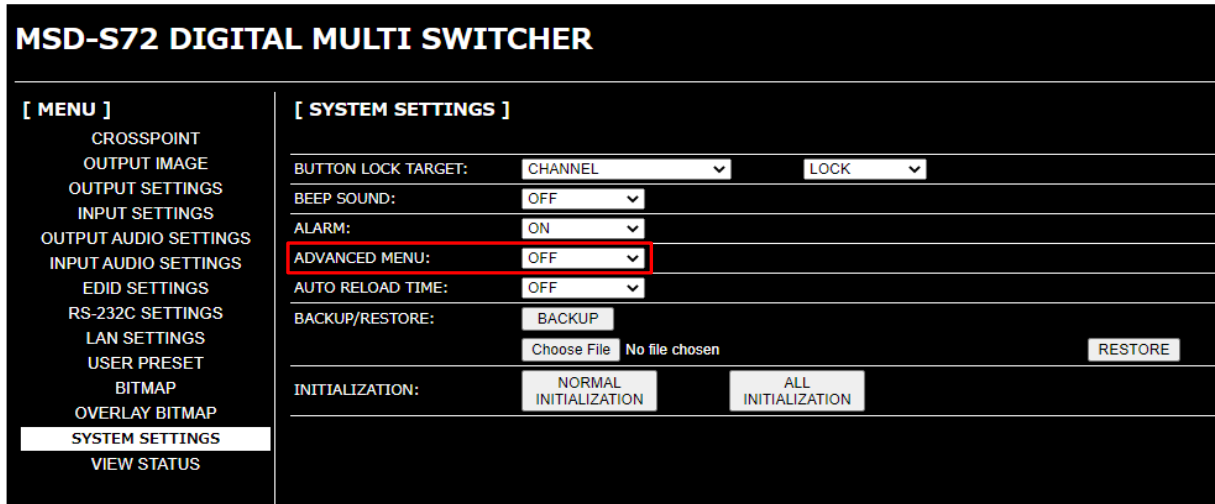 MSD-S72 DIGITAL MULTI SWITCHER
[ MENU ]
CROSSPOINT
OUTPUT IMAGE
OUTPUT SETTINGS
INPUT SETTINGS
OUTPUT AUDIO SETTINGS
INPUT AUDIO SETTINGS
EDID SETTINGS
RS-232C SETTINGS
LAN SETTINGS
USER PRESET
BITMAP
OVERLAY BITMAP
SYSTEM SETTINGS
VIEW STATUS
[ SYSTEM SETTINGS ]
BUTTON LOCK TARGET: CHANNEL LOCK
BEEP SOUND: OFF
ALARM: ON
ADVANCED MENU: OFF
AUTO RELOAD TIME: OFF
BACKUP/RESTORE: BACKUP
Choose File No file chosen RESTORE
INITIALIZATION: NORMAL INITIALIZATION ALL INITIALIZATION